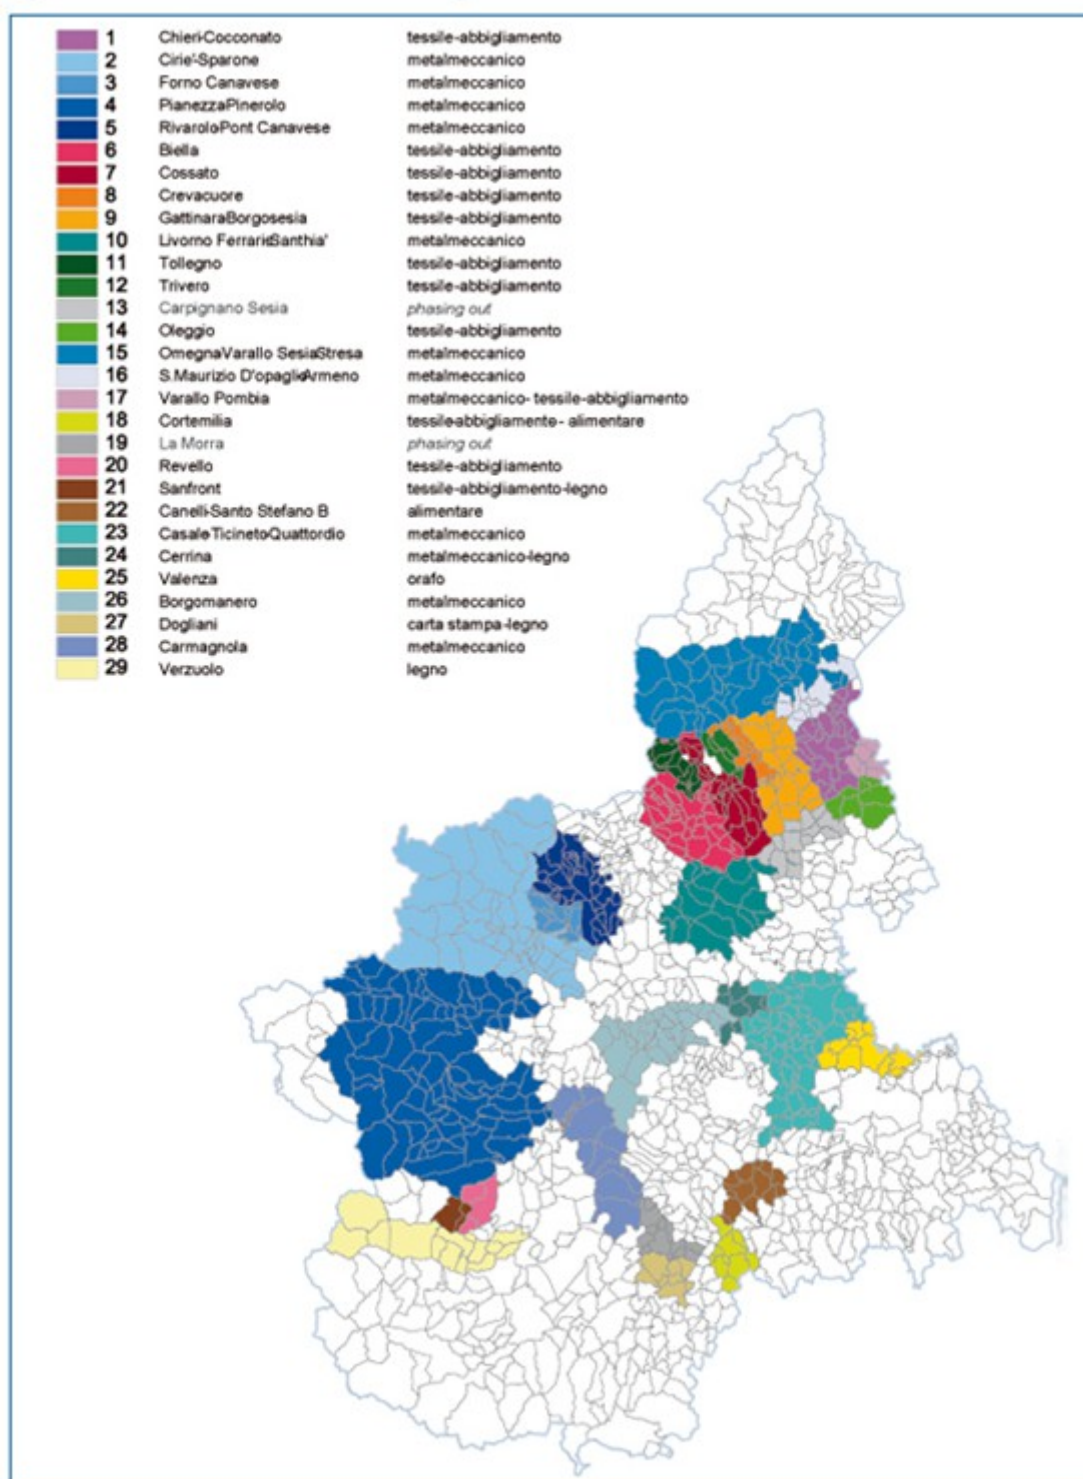 1 Chieri-Cocconato tessile-abbigliamento
2 Cirie'-Sparone metalmeccanico
3 Forno Canavese metalmeccanico
4 PianezzaPinerolo metalmeccanico
5 RivaroloPont Canavese metalmeccanico
6 Biella tessile-abbigliamento
7 Cossato tessile-abbigliamento
8 Crevacuore tessile-abbigliamento
9 GattinaraBorgosesia tessile-abbigliamento
10 Livorno FerrarisSanthia' metalmeccanico
11 Tollegno tessile-abbigliamento
12 Trivero tessile-abbigliamento
13 Carpignano Sesia phasing out
14 Oleggio tessile-abbigliamento
15 OmegnaVarallo SesiaStresa metalmeccanico
16 S.Maurizio D'opaglioArmeno metalmeccanico
17 Varallo Pombia metalmeccanico- tessile-abbigliamento
18 Cortemilia tessile-abbigliamente - alimentare
19 La Morra phasing out
20 Revello tessile-abbigliamento
21 Sanfront tessile-abbigliamento-legno
22 Canelli-Santo Stefano B alimentare
23 Casale-TicinetoQuattordio metalmeccanico
24 Cerrina metalmeccanico-legno
25 Valenza orafo
26 Borgomanero metalmeccanico
27 Dogliani carta stampa-legno
28 Carmagnola metalmeccanico
29 Verzuolo legno